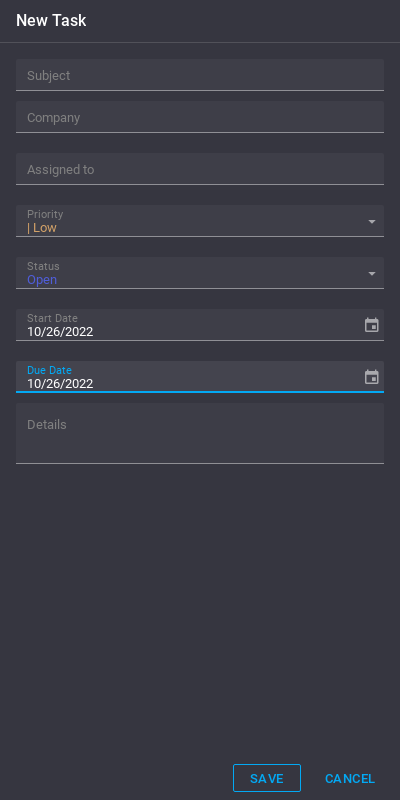 New Task
Subject
Company
Assigned to
Priority
| Low
Status
Open
Start Date
10/26/2022
Due Date
10/26/2022
Details
SAVE CANCEL